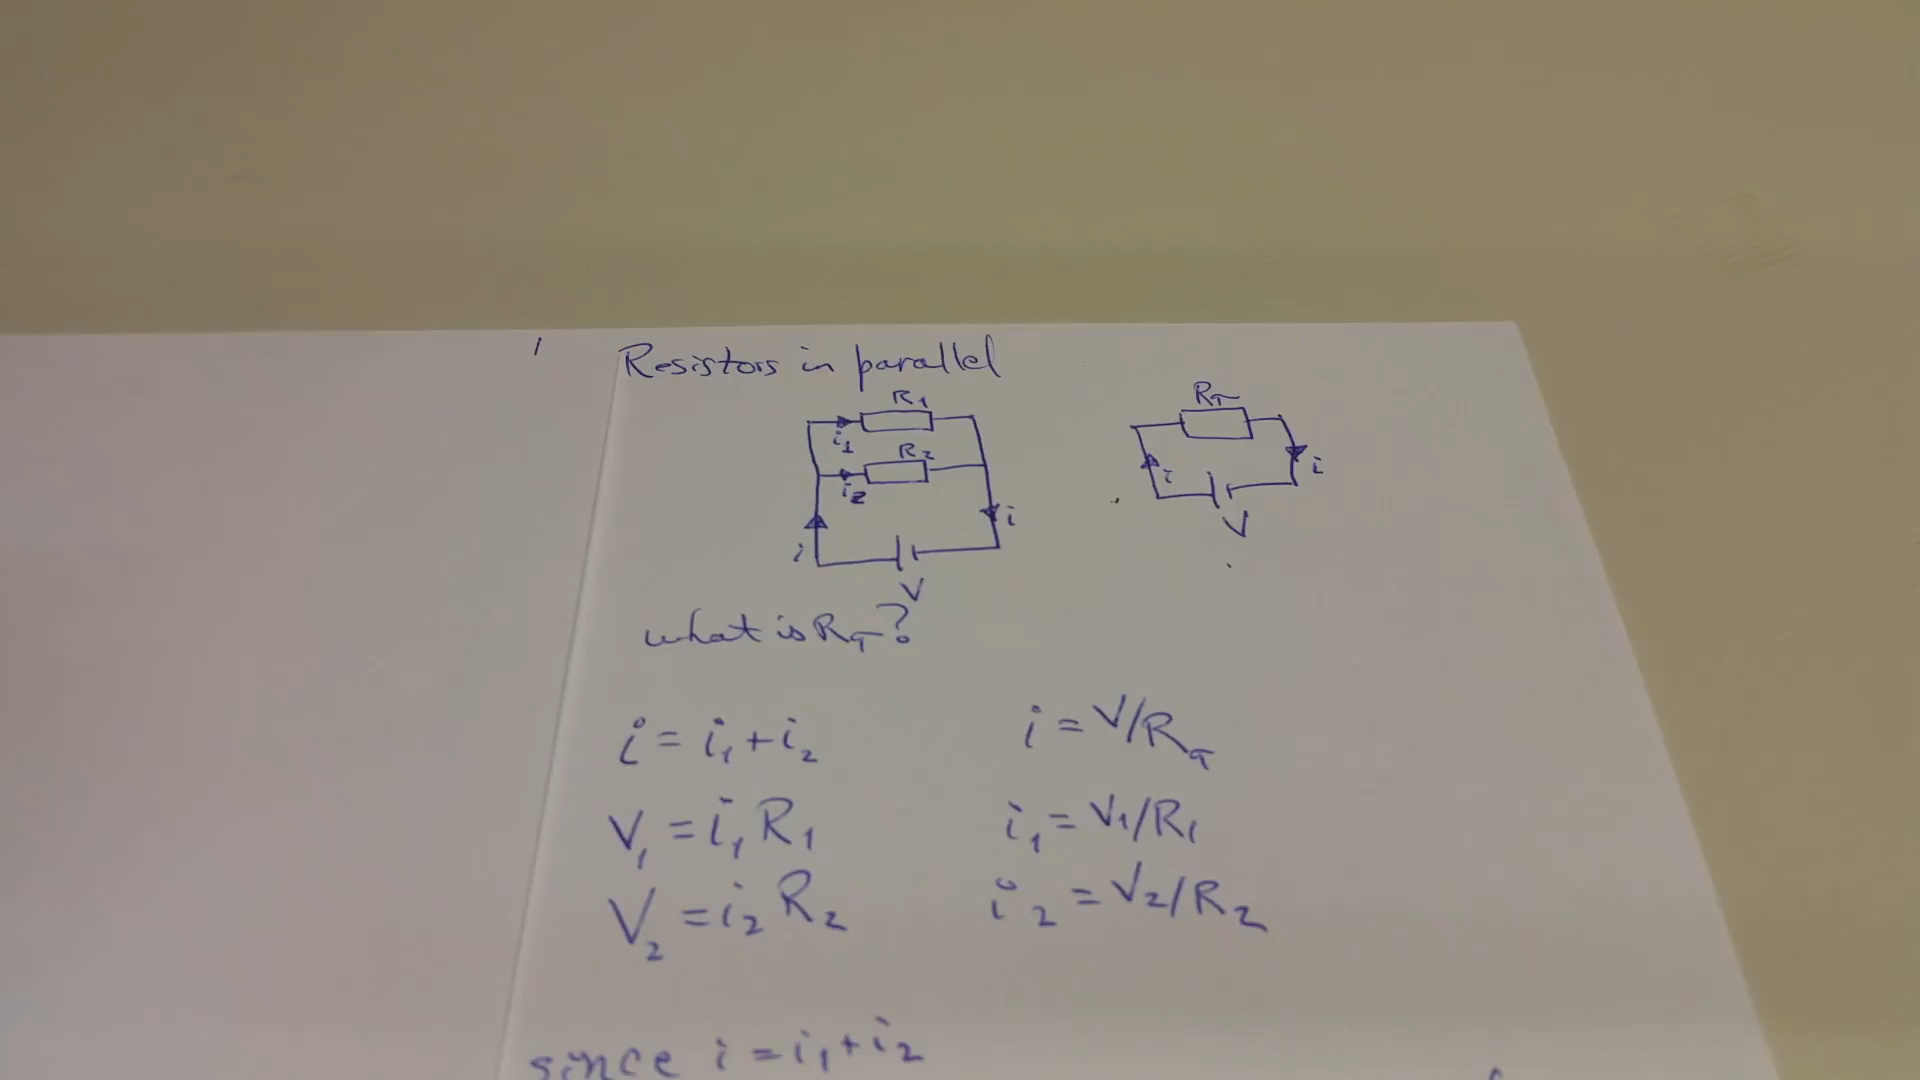 Resistors in parallel
R1
i1
R2
i2
i
i
V
RT
i
i
V
what is RT?
i = i1 + i2
i = V/RT
V1 = i1 R1
i1 = V1/R1
V2 = i2 R2
i2 = V2/R2
since i = i1 + i2